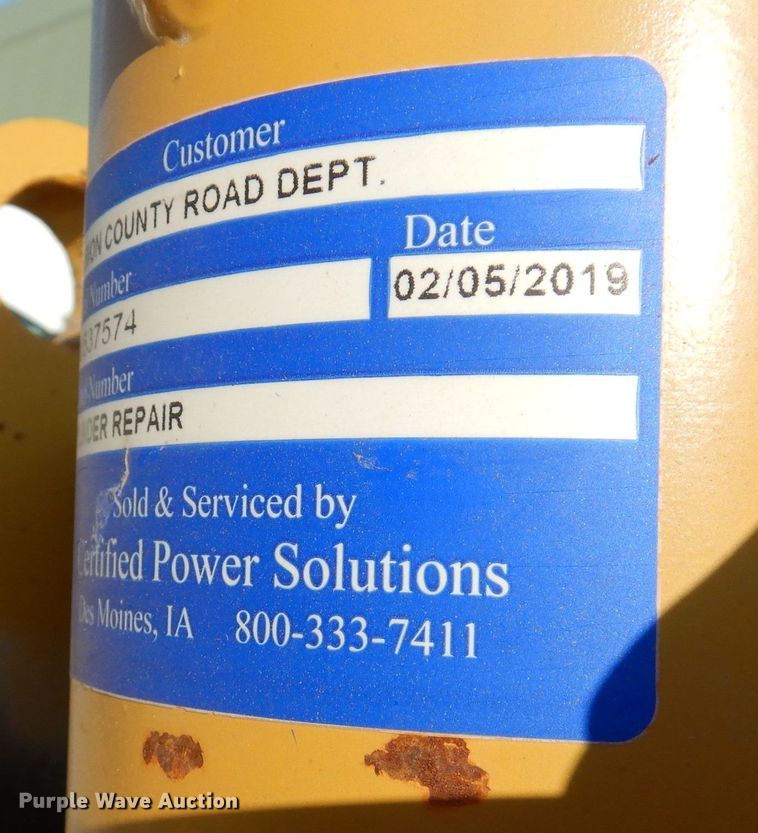 Customer
COUNTY ROAD DEPT.
Date
Number
02/05/2019
37574
Number
REPAIR
Sold & Serviced by
Certified Power Solutions
Des Moines, IA 800-333-7411
Purple Wave Auction